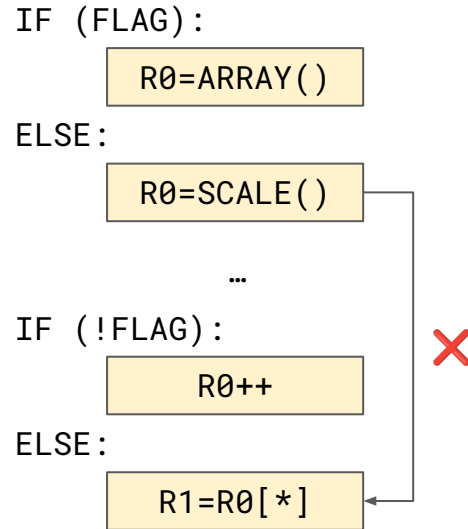 IF (FLAG):
R0=ARRAY()
ELSE:
R0=SCALE()
…
IF (!FLAG):
R0++
ELSE:
R1=R0[*]